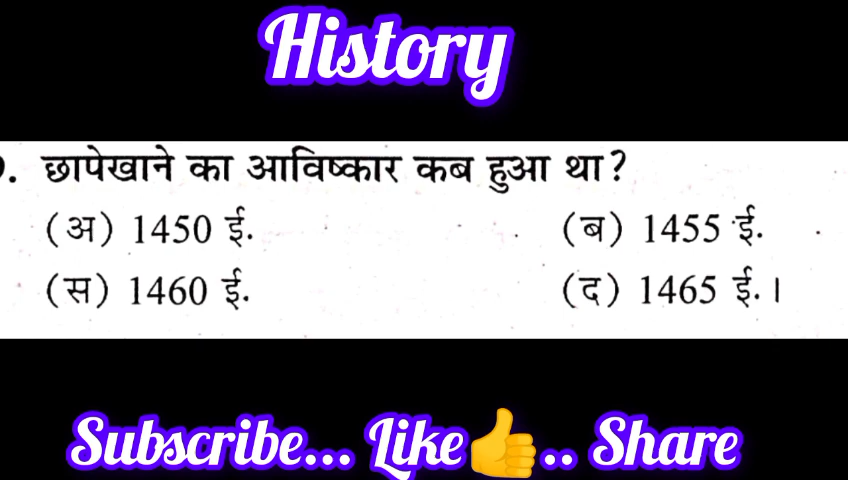 History
. छापेखाने का आविष्कार कब हुआ था?
(अ) 1450 ई. (ब) 1455 ई.
(स) 1460 ई. (द) 1465 ई.।
Subscribe... Like👍.. Share